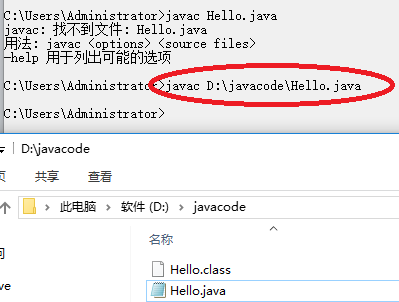 C:\Users\Administrator>javac Hello.java
javac: 找不到文件: Hello.java
用法: javac <options> <source files>
-help 用于列出可能的选项
C:\Users\Administrator>javac D:\javacode\Hello.java
C:\Users\Administrator>
D:\javacode
共享 查看
此电脑 › 软件 (D:) › javacode
名称
Hello.class
Hello.java